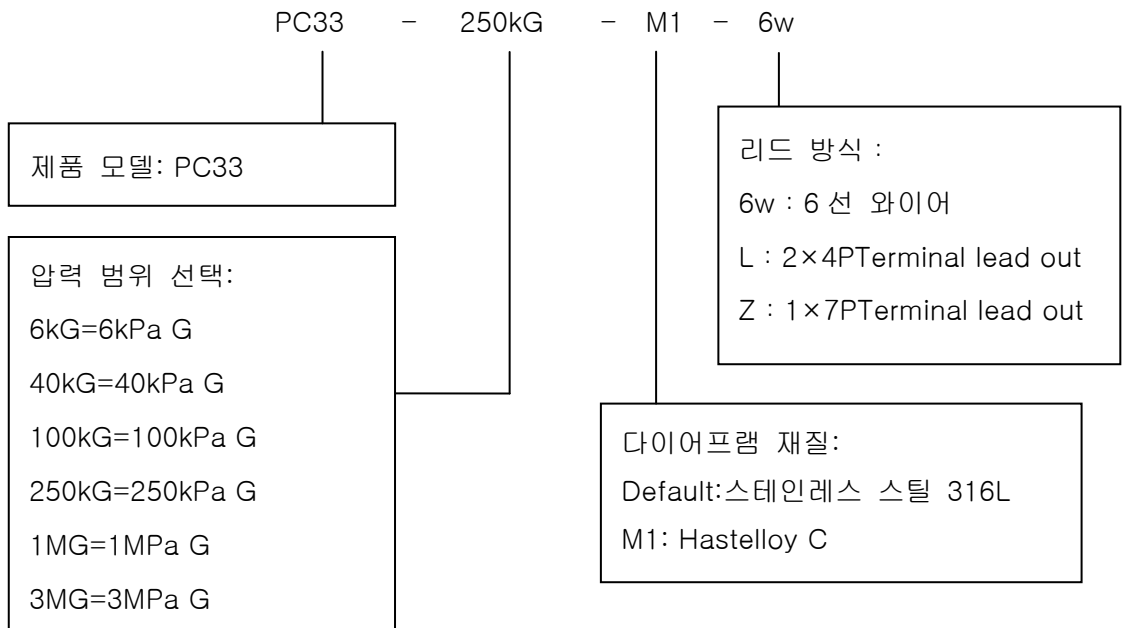 PC33 - 250kG - M1 - 6w
제품 모델: PC33
압력 범위 선택:
6kG=6kPa G
40kG=40kPa G
100kG=100kPa G
250kG=250kPa G
1MG=1MPa G
3MG=3MPa G
리드 방식 :
6w : 6선 와이어
L : 2×4PTerminal lead out
Z : 1×7PTerminal lead out
다이어프램 재질:
Default:스테인레스 스틸 316L
M1: Hastelloy C